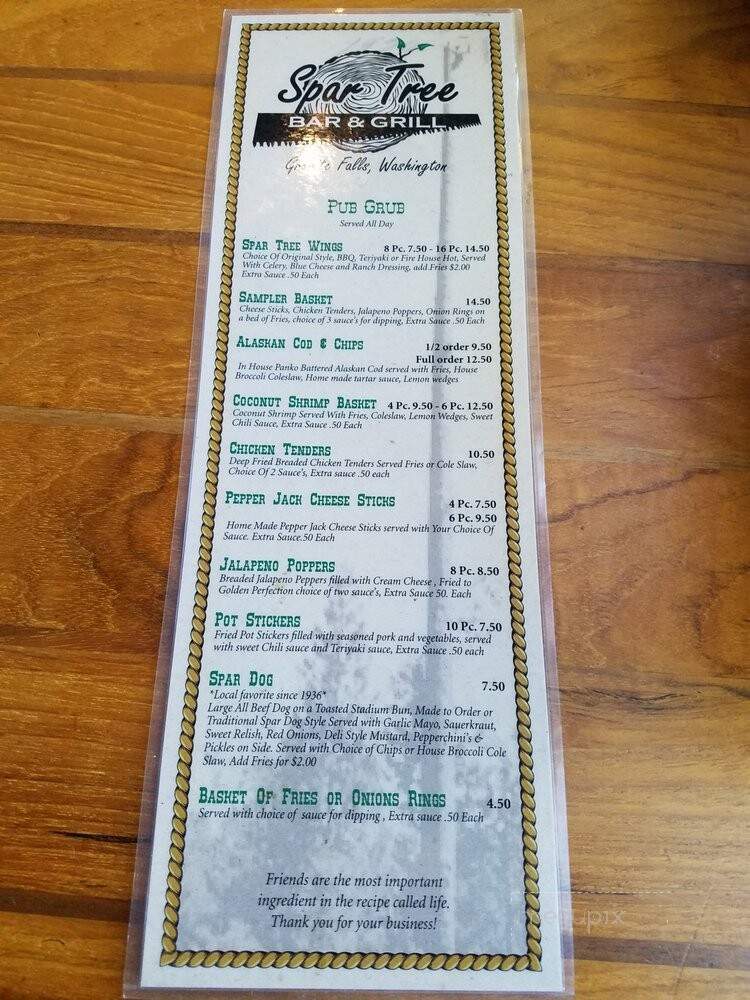 Spar Tree
BAR & GRILL
Granite Falls, Washington
Pub Grub
Served All Day
Spar Tree Wings 8 Pc. 7.50 - 16 Pc. 14.50
Choice Of Original Style, BBQ, Teriyaki or Fire House Hot, Served
With Celery, Blue Cheese and Ranch Dressing, add Fries $2.00
Extra Sauce .50 Each
Sampler Basket 14.50
Cheese Sticks, Chicken Tenders, Jalapeno Poppers, Onion Rings on
a bed of Fries, choice of 3 sauce's for dipping, Extra Sauce .50 Each
Alaskan Cod & Chips 1/2 order 9.50
Full order 12.50
In House Panko Battered Alaskan Cod served with Fries, House
Broccoli Coleslaw, Home made tartar sauce, Lemon wedges
Coconut Shrimp Basket 4 Pc. 9.50 - 6 Pc. 12.50
Coconut Shrimp Served With Fries, Coleslaw, Lemon Wedges, Sweet
Chili Sauce, Extra Sauce .50 Each
Chicken Tenders 10.50
Deep Fried Breaded Chicken Tenders Served Fries or Cole Slaw,
Choice Of 2 Sauce's, Extra sauce .50 each
Pepper Jack Cheese Sticks 4 Pc. 7.50
6 Pc. 9.50
Home Made Pepper Jack Cheese Sticks served with Your Choice Of
Sauce. Extra Sauce.50 Each
Jalapeno Poppers 8 Pc. 8.50
Breaded Jalapeno Peppers filled with Cream Cheese , Fried to
Golden Perfection choice of two sauce's, Extra Sauce 50. Each
Pot Stickers 10 Pc. 7.50
Fried Pot Stickers filled with seasoned pork and vegetables, served
with sweet Chili sauce and Teriyaki sauce, Extra Sauce .50 each
Spar Dog 7.50
*Local favorite since 1936*
Large All Beef Dog on a Toasted Stadium Bun, Made to Order or
Traditional Spar Dog Style Served with Garlic Mayo, Sauerkraut,
Sweet Relish, Red Onions, Deli Style Mustard, Pepperchini's &
Pickles on Side. Served with Choice of Chips or House Broccoli Cole
Slaw, Add Fries for $2.00
Basket Of Fries or Onions Rings 4.50
Served with choice of sauce for dipping , Extra sauce .50 Each
Friends are the most important
ingredient in the recipe called life.
Thank you for your business!
menupix